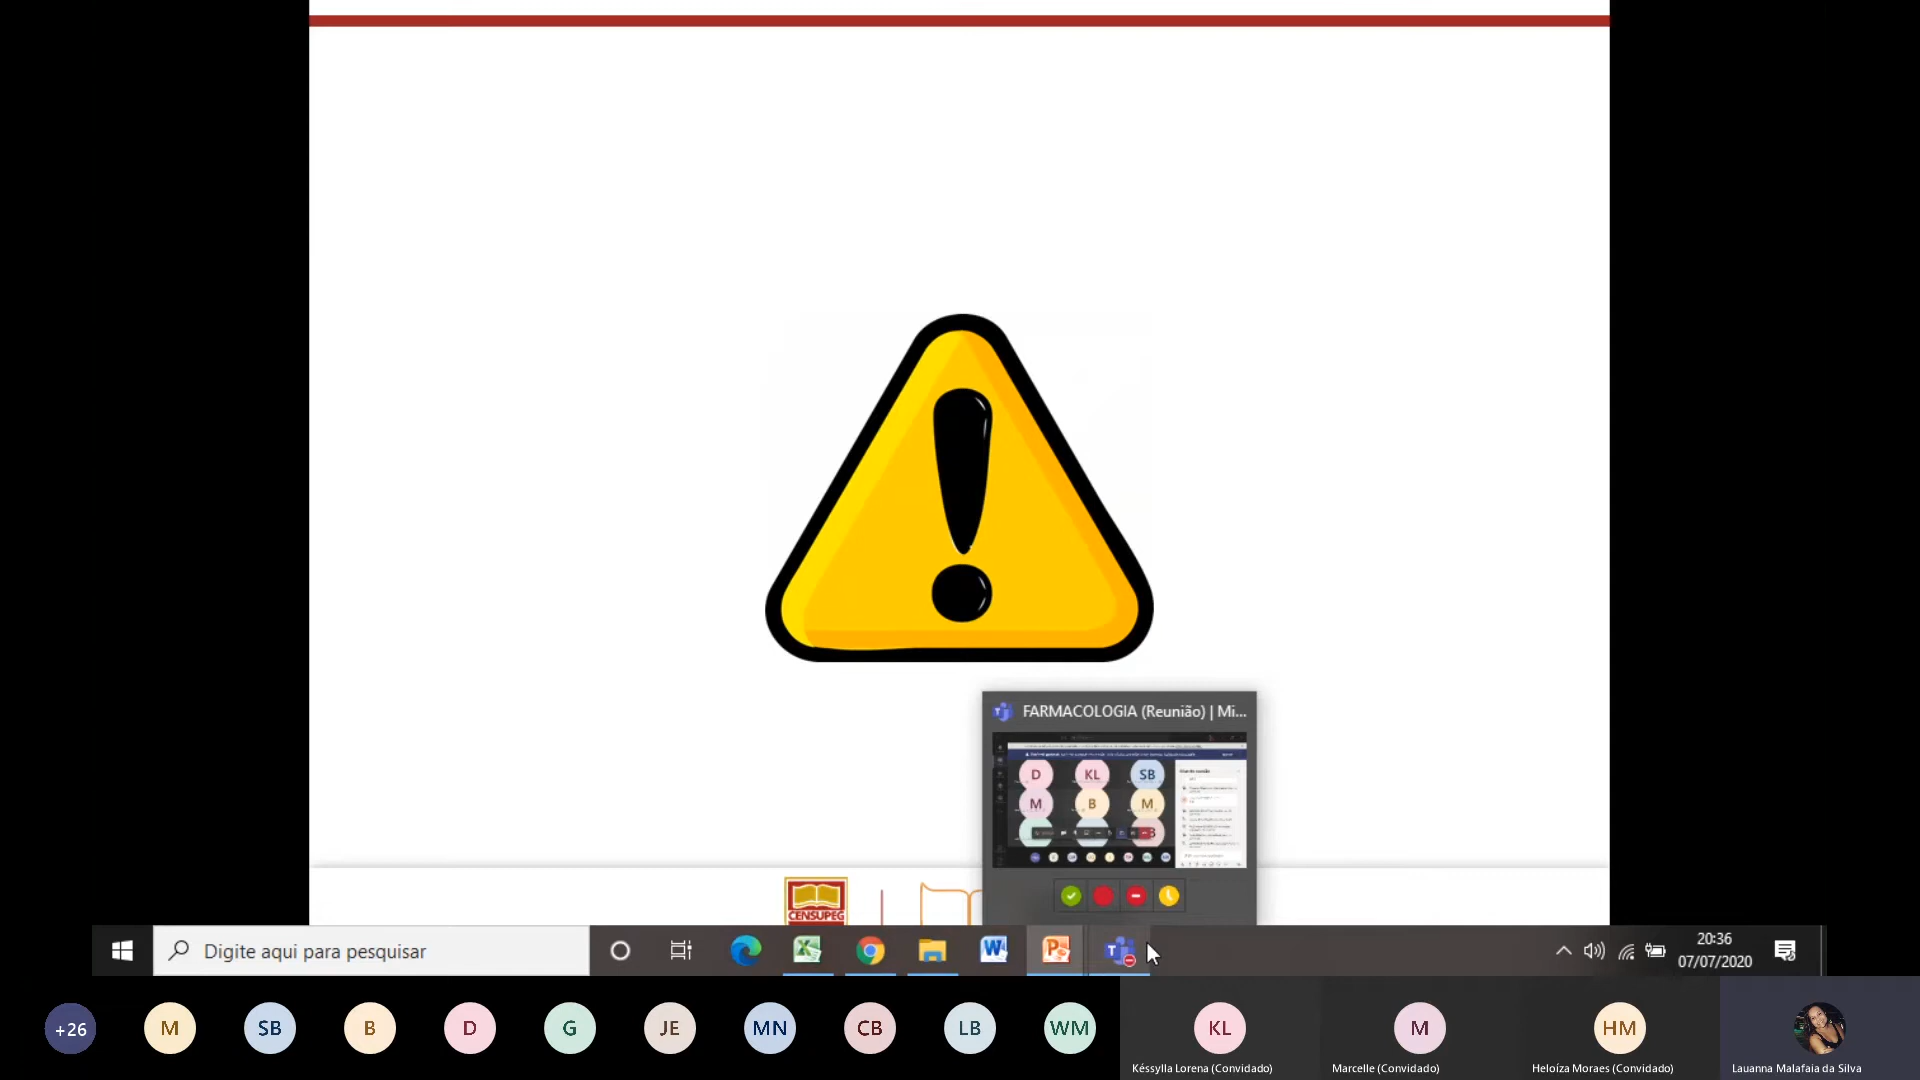 FARMACOLOGIA (Reunião) | Mi...
D KL SB
M B M
CENSUPEG
Digite aqui para pesquisar
20:36
07/07/2020
+26 M SB B D G JE MN CB LB WM KL M HM
Késsylla Lorena (Convidado) Marcelle (Convidado) Heloíza Moraes (Convidado) Lauanna Malafaia da Silva